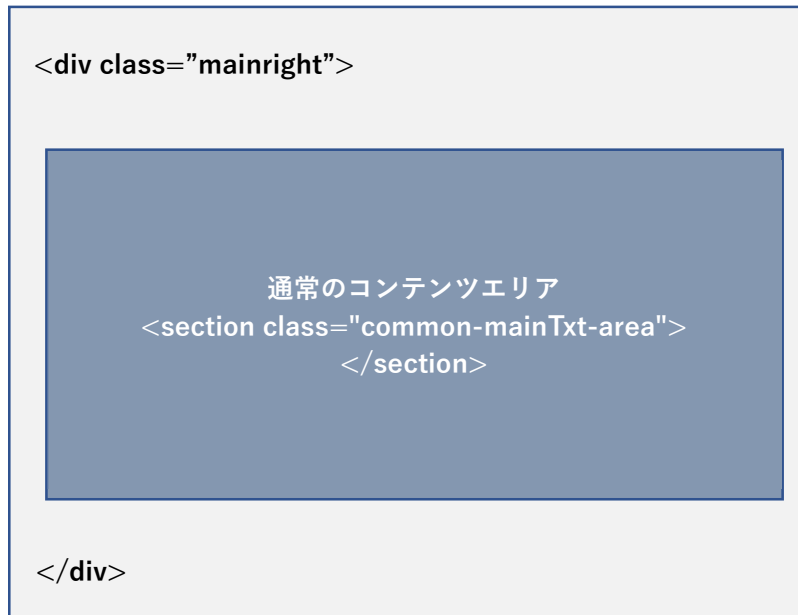 <div class=”mainright”>
通常のコンテンツエリア
<section class="common-mainTxt-area">
</section>
</div>